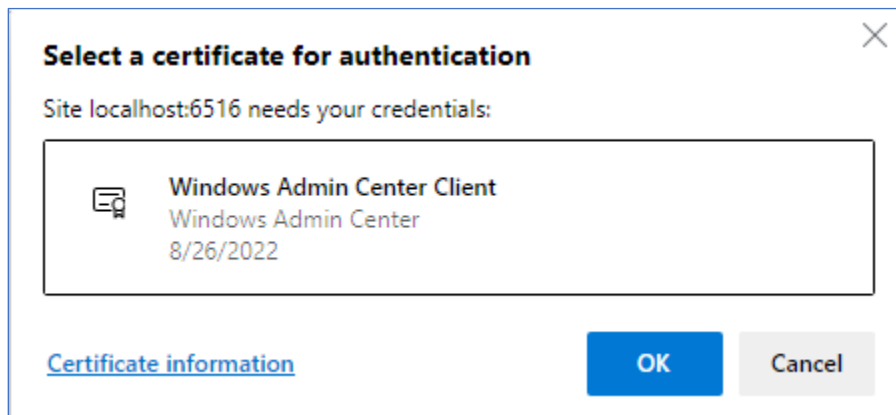 Select a certificate for authentication
Site localhost:6516 needs your credentials:
Windows Admin Center Client
Windows Admin Center
8/26/2022
Certificate information
OK
Cancel